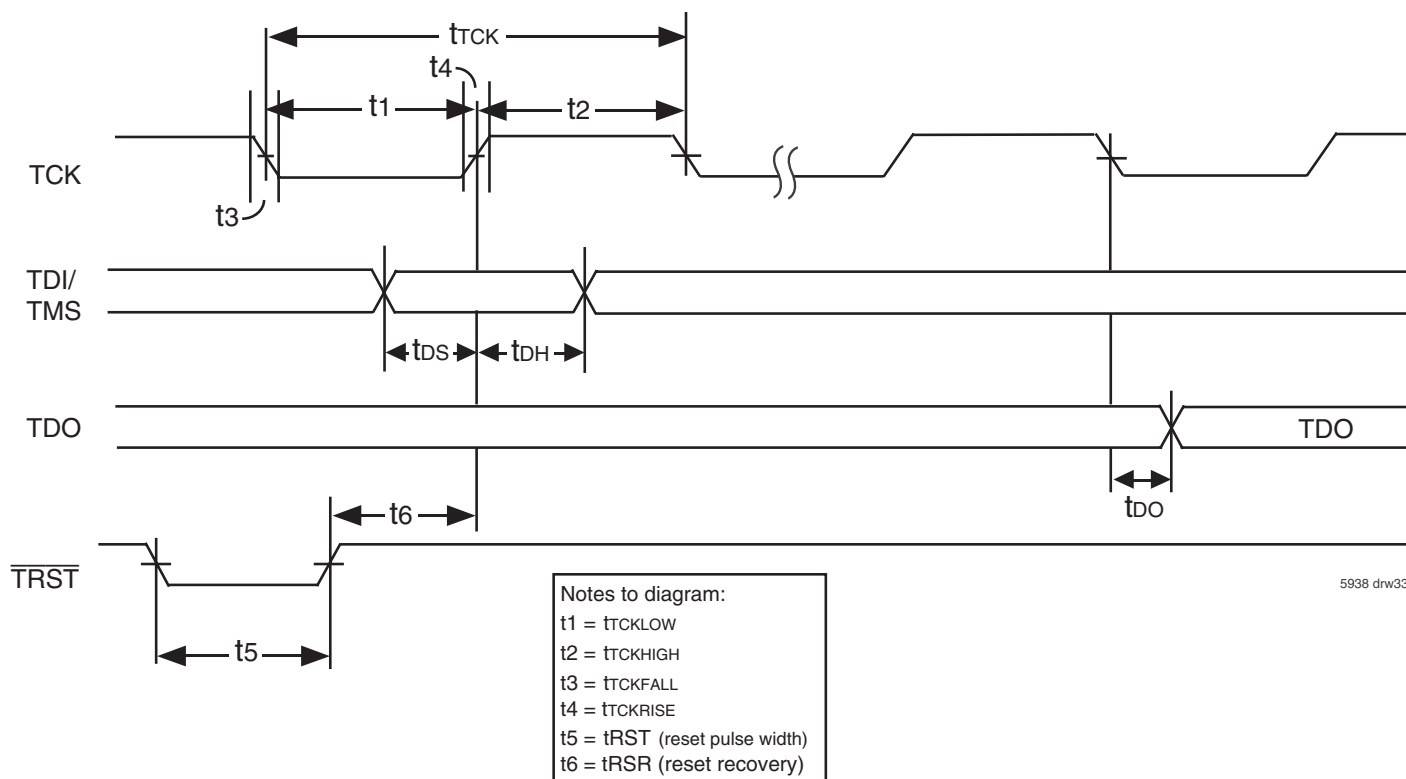 tTCK
t4
t1
t2
TCK
t3
TDI/
TMS
tDS
tDH
TDO
TDO
tDO
t6
TRST
5938 drw33
t5
Notes to diagram:
t1 = tTCKLOW
t2 = tTCKHIGH
t3 = tTCKFALL
t4 = tTCKRISE
t5 = tRST (reset pulse width)
t6 = tRSR (reset recovery)